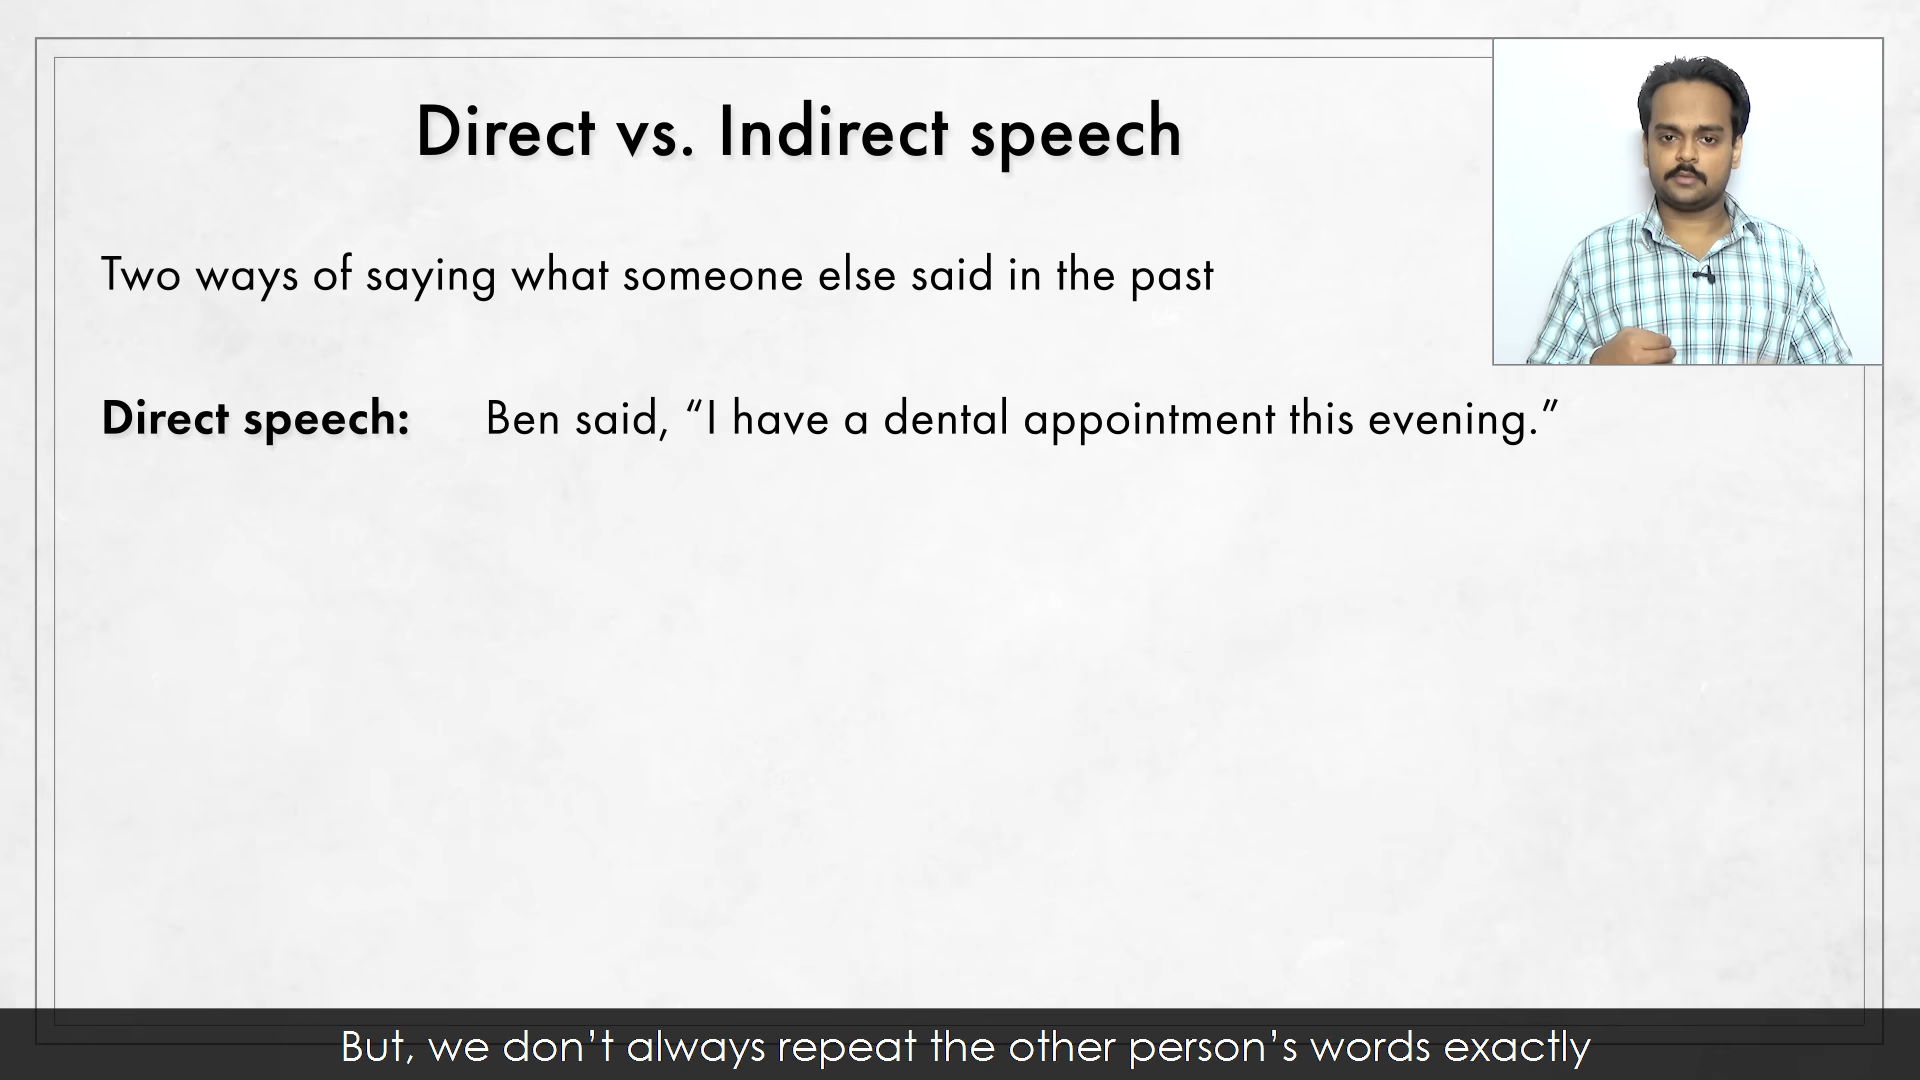 Direct vs. Indirect speech
Two ways of saying what someone else said in the past
Direct speech: Ben said, “I have a dental appointment this evening.”
But, we don’t always repeat the other person’s words exactly